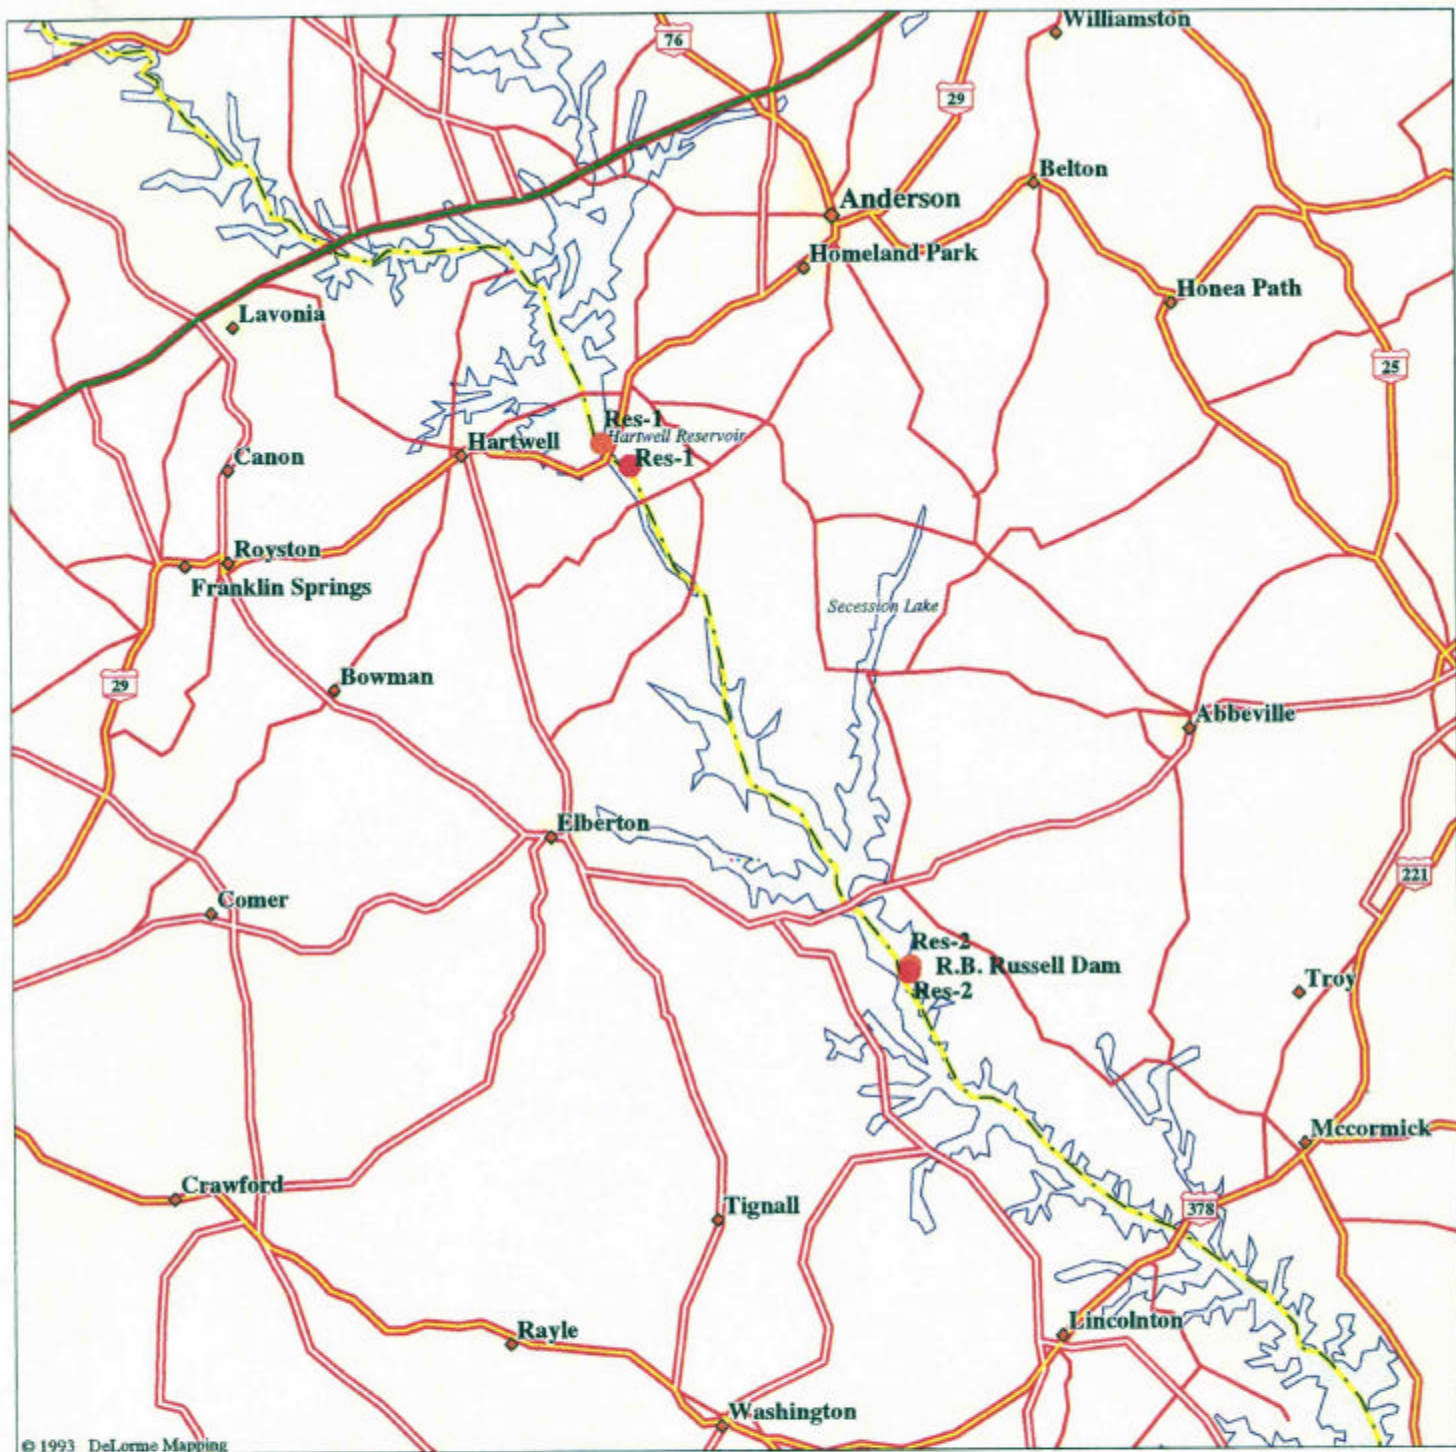 Williamston
76
29
Belton
Anderson
Homeland Park
Honea Path
Lavonia
25
Res-1
Hartwell Reservoir
Hartwell
Res-1
Canon
Royston
Franklin Springs
Secession Lake
29
Bowman
Abbeville
Elberton
221
Comer
Res-2
R.B. Russell Dam
Troy
Res-2
Mccormick
Crawford
Tignall
378
Lincolnton
Rayle
Washington
© 1993 DeLorme Mapping